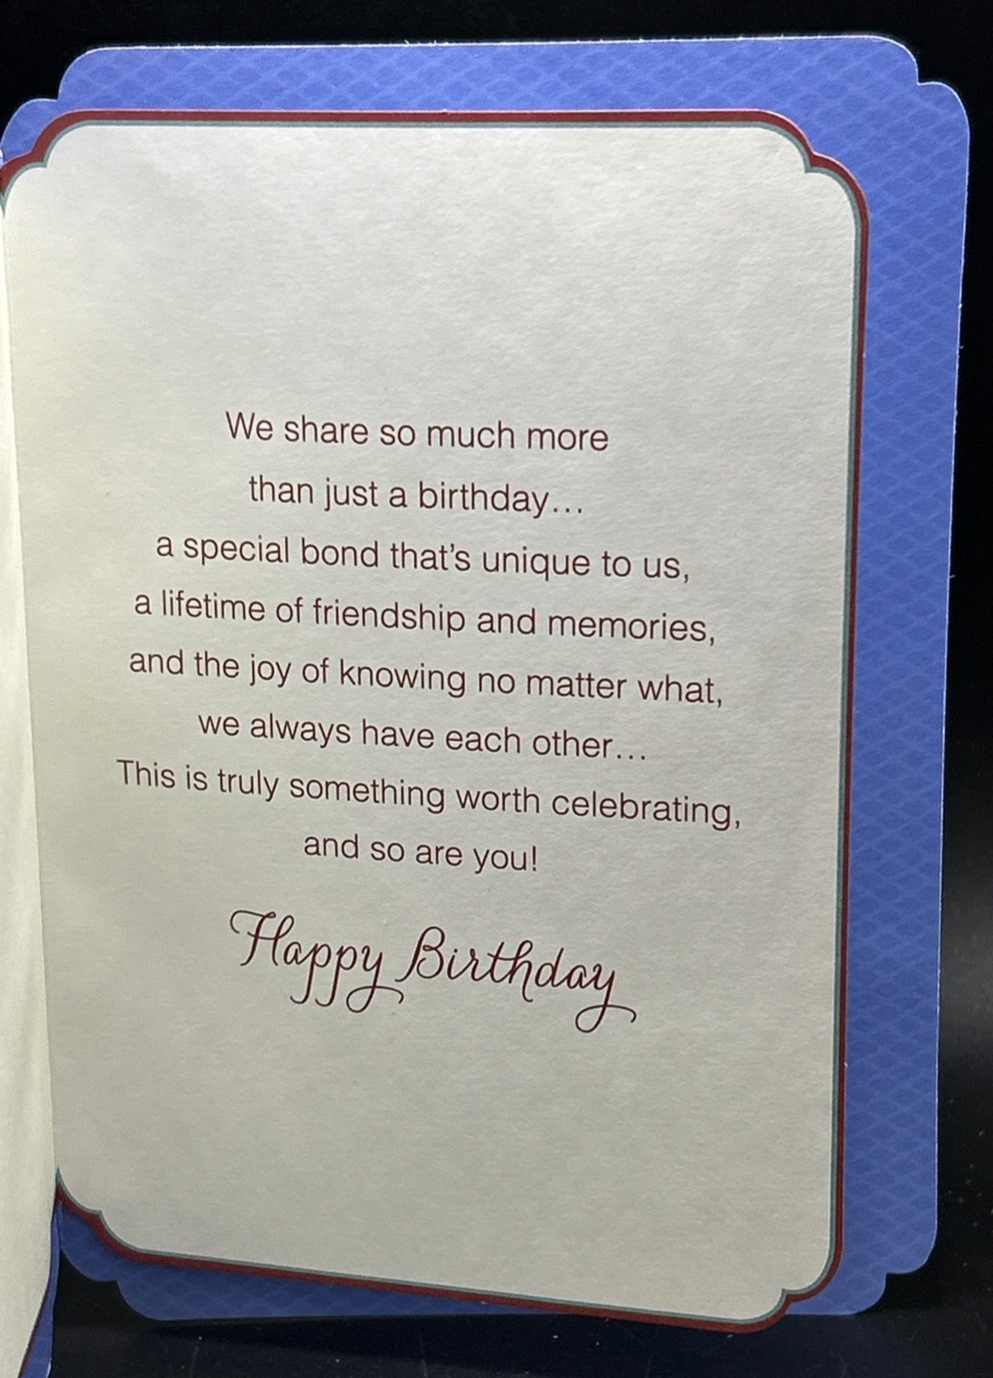 We share so much more
than just a birthday…
a special bond that's unique to us,
a lifetime of friendship and memories,
and the joy of knowing no matter what,
we always have each other…
This is truly something worth celebrating,
and so are you!
Happy Birthday